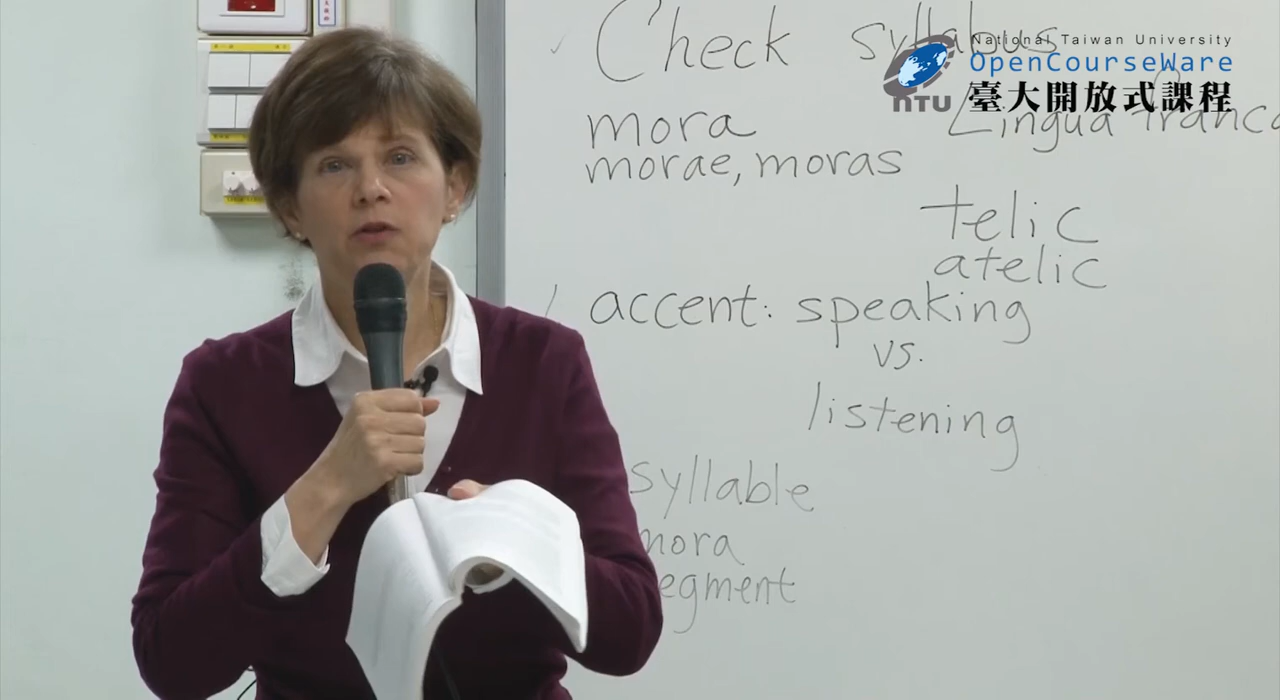 Check syllabus
National Taiwan University
OpenCourseWare
NTU 臺大開放式課程
mora
Lingua franca
morae, moras
telic
atelic
accent: speaking
vs.
listening
syllable
mora
egment